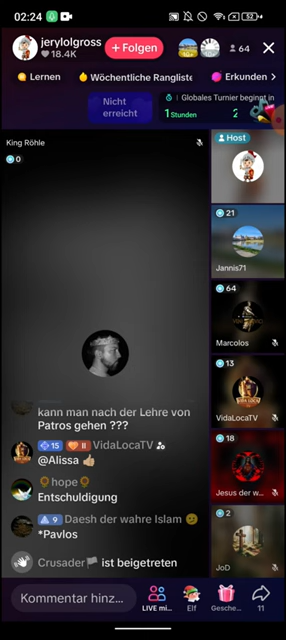 02:24
52
jerylolgross
18.4K
+ Folgen
64
Lernen
Wöchentliche Rangliste
Erkunden
Nicht
erreicht
Globales Turnier beginnt in
1 Stunden
2
King Röhle
0
Host
21
Jannis71
64
Marcolos
13
VidaLocaTV
18
Jesus der w...
2
JoD
kann man nach der Lehre von
Patros gehen ???
15 8 VidaLocaTV
@Alissa 👍🏼
🌻hope🌻
Entschuldigung
9 Daesh der wahre Islam
*Pavlos
Crusader🏴 ist beigetreten
Kommentar hinz...
LIVE mi...
Elf
Gesche...
11